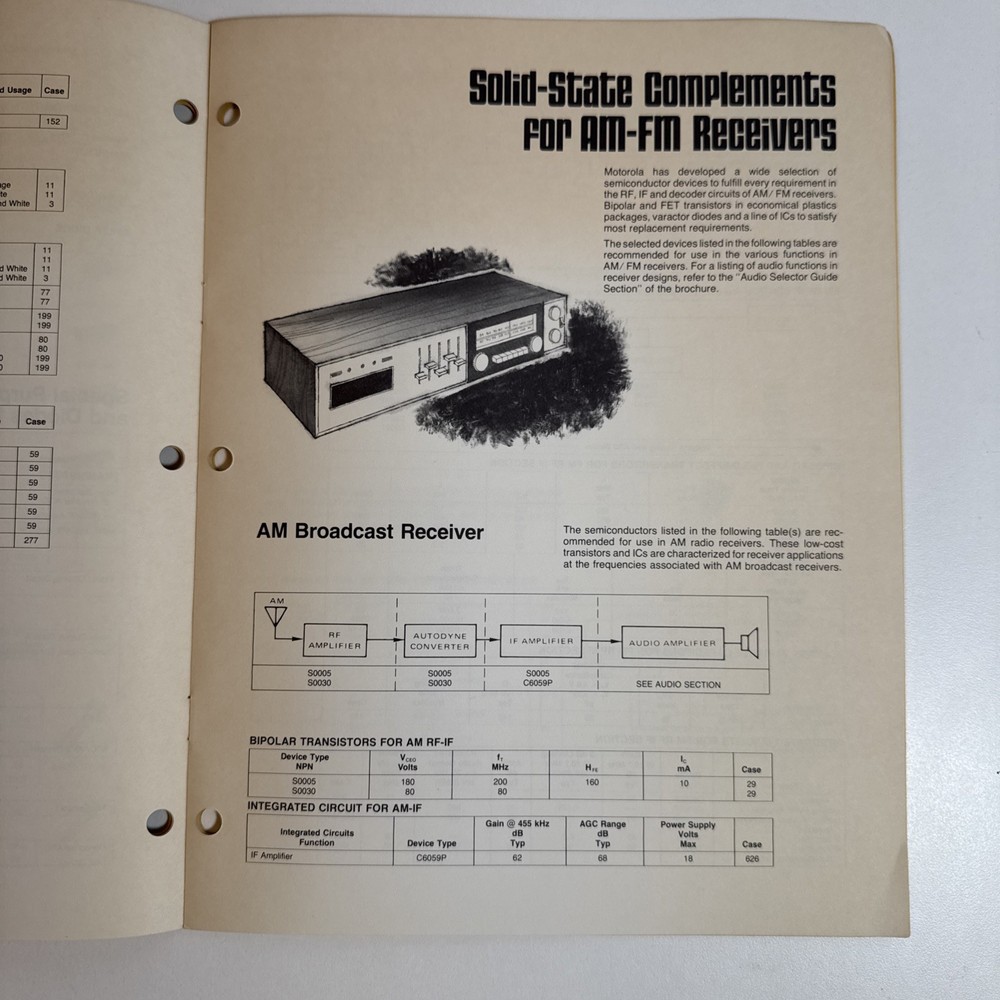 d Usage Case
152
ge 11
te 11
nd White 3
11
11
d White 11
d White 3
77
77
199
199
80
80
0 199
0 199
Case
59
59
59
59
59
59
277
Solid-State Complements
for AM-FM Receivers
Motorola has developed a wide selection of
semiconductor devices to fulfill every requirement in
the RF, IF and decoder circuits of AM/FM receivers.
Bipolar and FET transistors in economical plastics
packages, varactor diodes and a line of ICs to satisfy
most replacement requirements.
The selected devices listed in the following tables are
recommended for use in the various functions in
AM/FM receivers. For a listing of audio functions in
receiver designs, refer to the "Audio Selector Guide
Section" of the brochure.
AM Broadcast Receiver
The semiconductors listed in the following table(s) are rec-
ommended for use in AM radio receivers. These low-cost
transistors and ICs are characterized for receiver applications
at the frequencies associated with AM broadcast receivers.
AM
RF
AMPLIFIER
AUTODYNE
CONVERTER
IF AMPLIFIER
AUDIO AMPLIFIER
S0005 S0005 S0005
S0030 S0030 C6059P SEE AUDIO SECTION
BIPOLAR TRANSISTORS FOR AM RF-IF
Device Type VCEO fT IC
NPN Volts MHz HFE mA Case
S0005 180 200 160 10 29
S0030 80 80 29
INTEGRATED CIRCUIT FOR AM-IF
Gain @ 455 kHz AGC Range Power Supply
Integrated Circuits dB dB Volts
Function Device Type Typ Typ Max Case
IF Amplifier C6059P 62 68 18 626